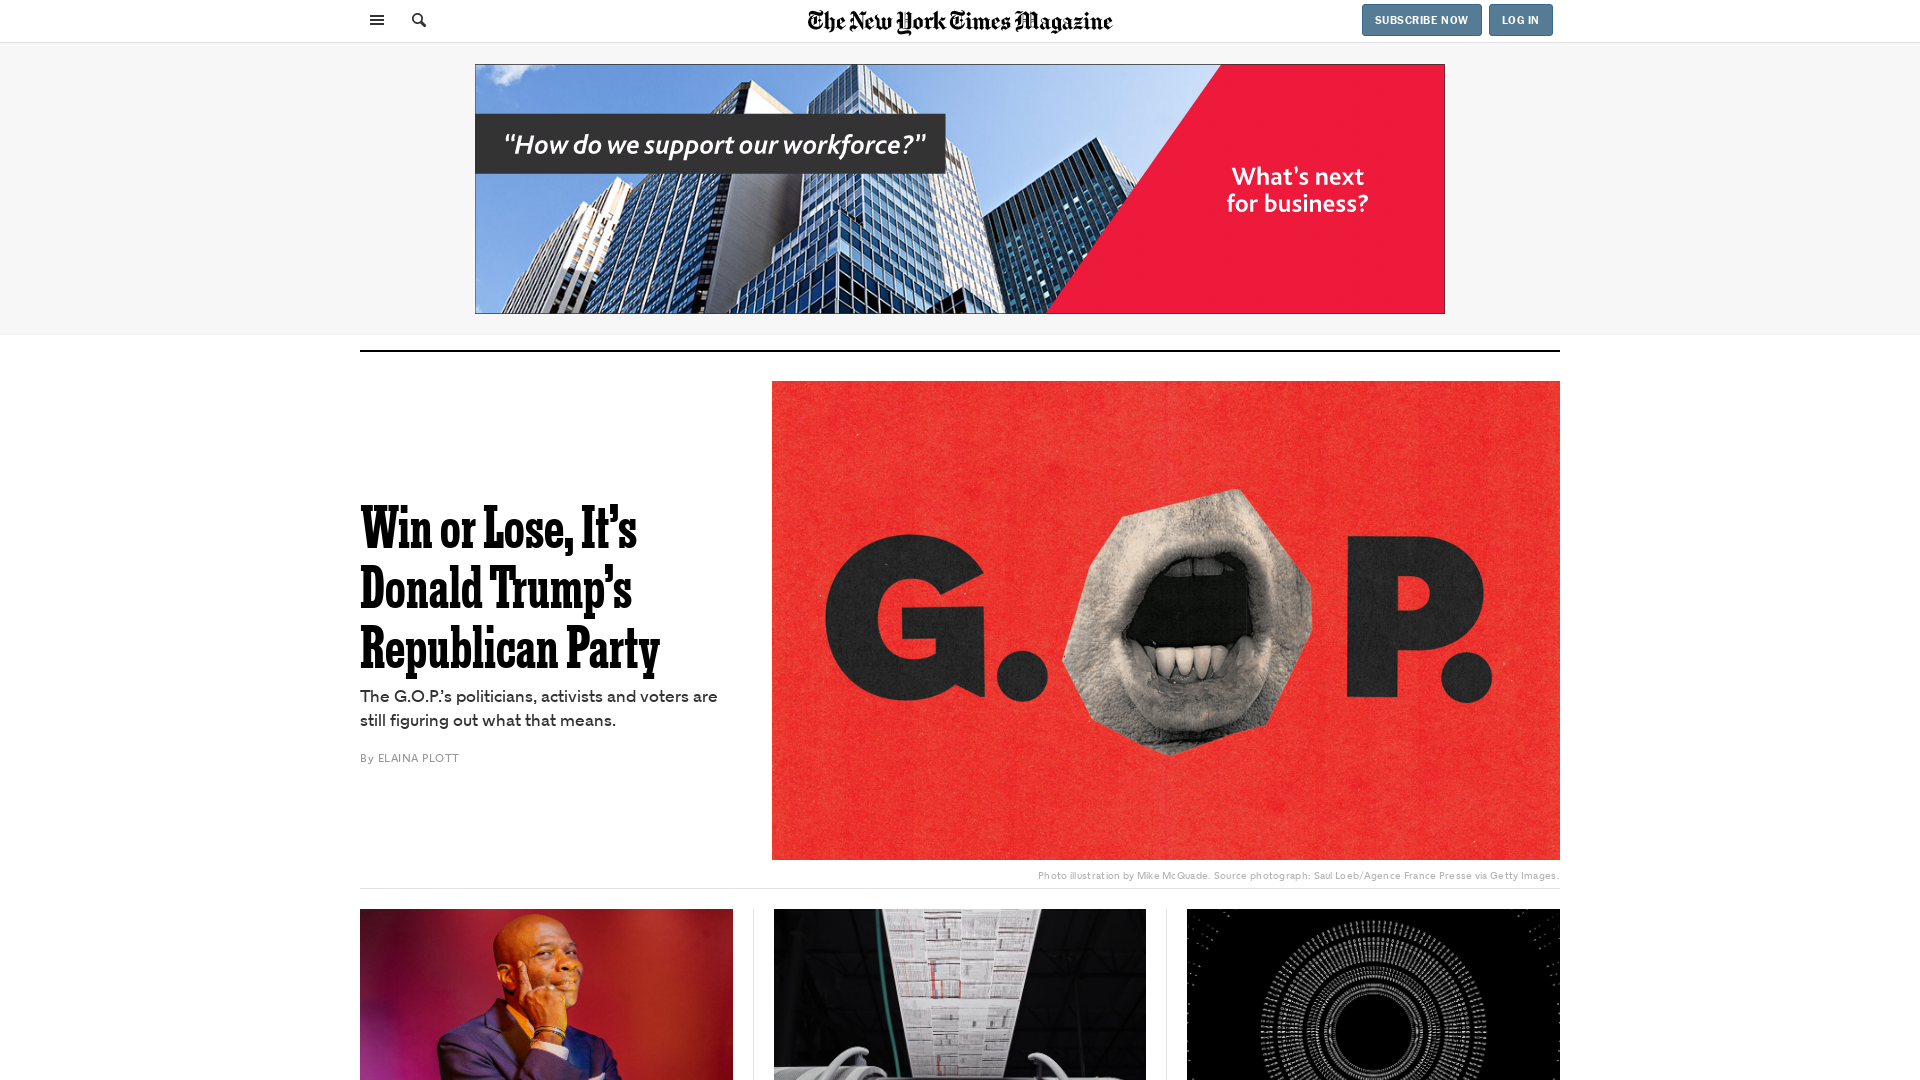 The New York Times Magazine
SUBSCRIBE NOW
LOG IN
“How do we support our workforce?”
What’s next
for business?
Win or Lose, It’s
Donald Trump’s
Republican Party
The G.O.P.’s politicians, activists and voters are
still figuring out what that means.
By ELAINA PLOTT
G. P.
Photo illustration by Mike McQuade. Source photograph: Saul Loeb/Agence France Presse via Getty Images.